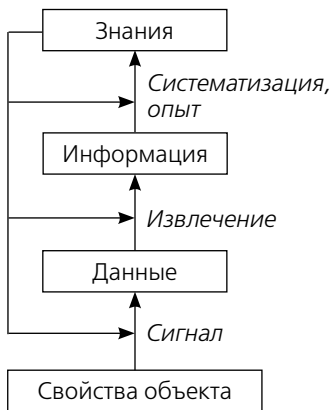 Знания
Систематизация,
опыт
Информация
Извлечение
Данные
Сигнал
Свойства объекта